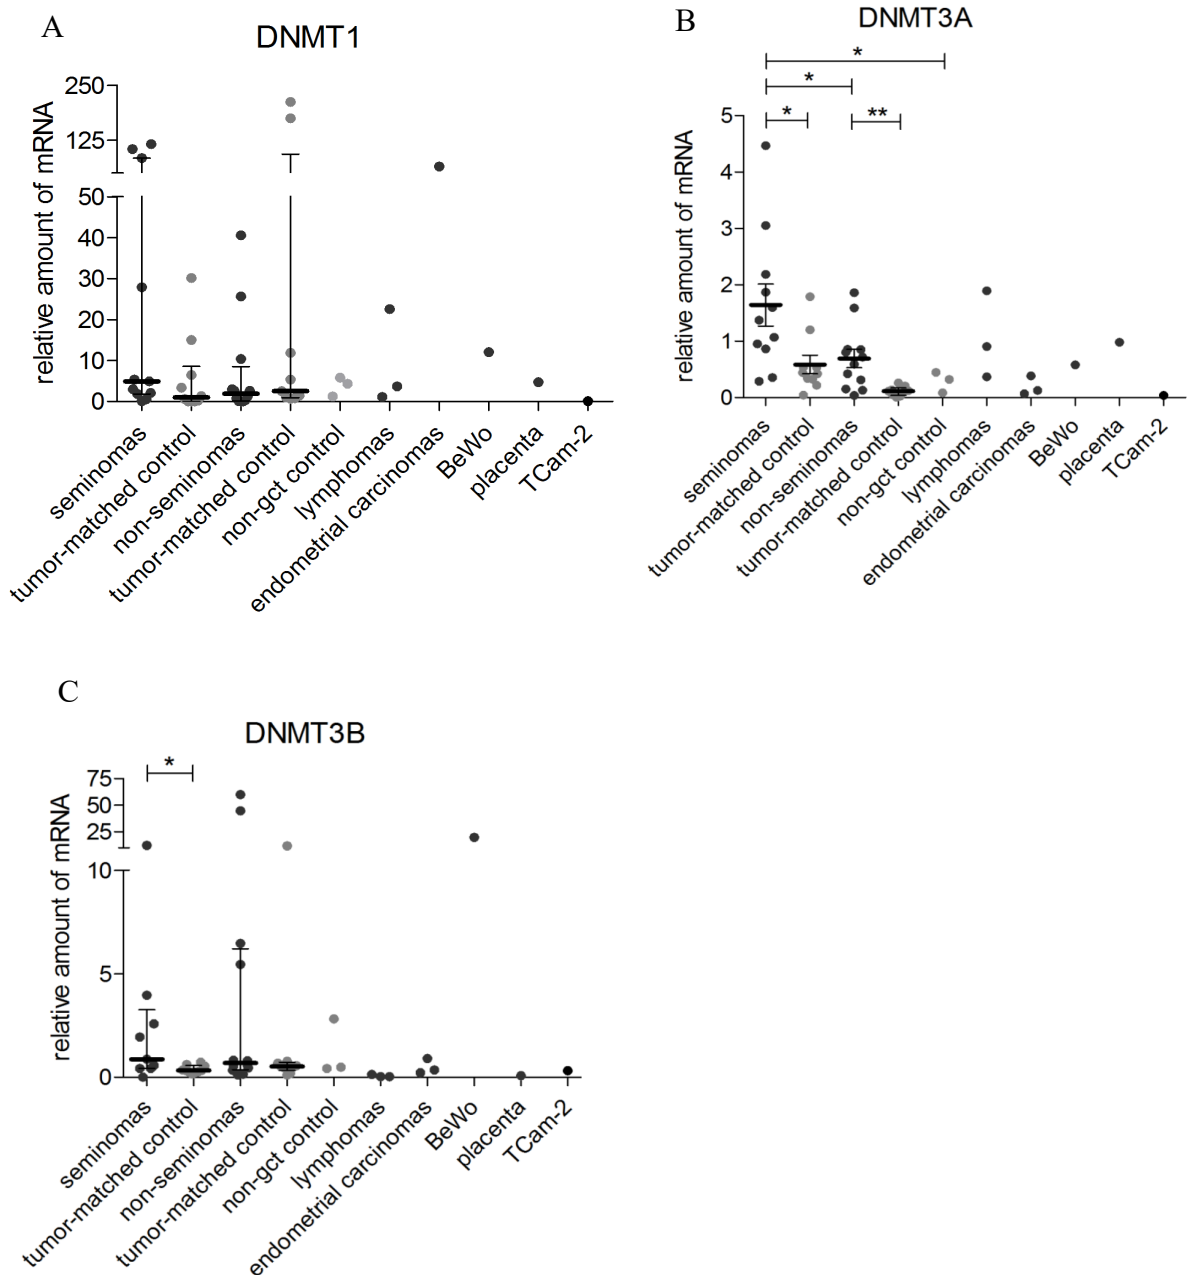 A
DNMT1
relative amount of mRNA
250
125
50
40
30
20
10
0
seminomas
tumor-matched control
non-seminomas
tumor-matched control
non-gct control
lymphomas
endometrial carcinomas
BeWo
placenta
TCam-2
B
DNMT3A
*
*
*
**
relative amount of mRNA
5
4
3
2
1
0
seminomas
tumor-matched control
non-seminomas
tumor-matched control
non-gct control
lymphomas
endometrial carcinomas
BeWo
placenta
TCam-2
C
DNMT3B
*
relative amount of mRNA
75
50
25
10
5
0
seminomas
tumor-matched control
non-seminomas
tumor-matched control
non-gct control
lymphomas
endometrial carcinomas
BeWo
placenta
TCam-2